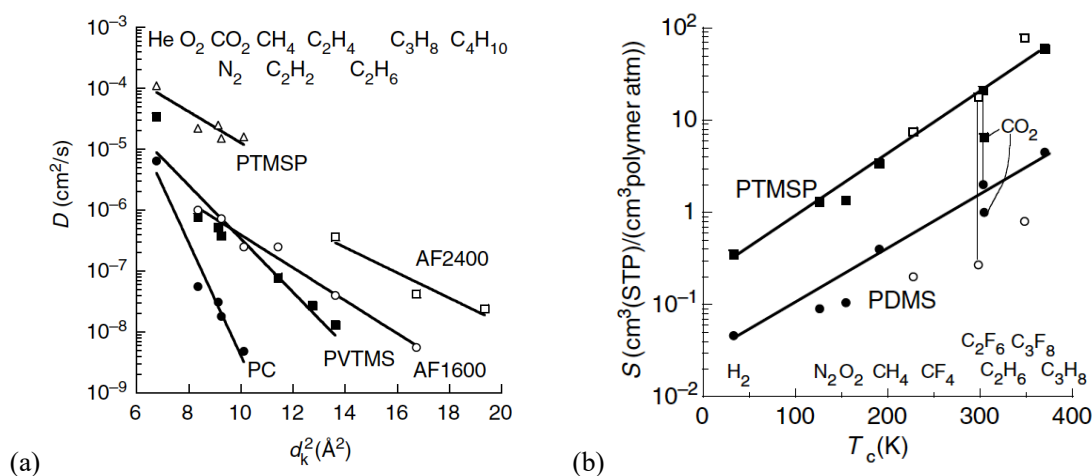 He O₂ CO₂ CH₄ C₂H₄ C₃H₈ C₄H₁₀
N₂ C₂H₂ C₂H₆
10⁻³
10⁻⁴
10⁻⁵
10⁻⁶
10⁻⁷
10⁻⁸
10⁻⁹
D (cm²/s)
PTMSP
AF2400
PC
PVTMS
AF1600
6 8 10 12 14 16 18 20
dₖ²(Å²)
(a)
10²
10
1
10⁻¹
10⁻²
S (cm³(STP)/(cm³polymer atm))
CO₂
PTMSP
PDMS
C₂F₆ C₃F₈
H₂ N₂ O₂ CH₄ CF₄ C₂H₆ C₃H₈
0 100 200 300 400
T_c(K)
(b)